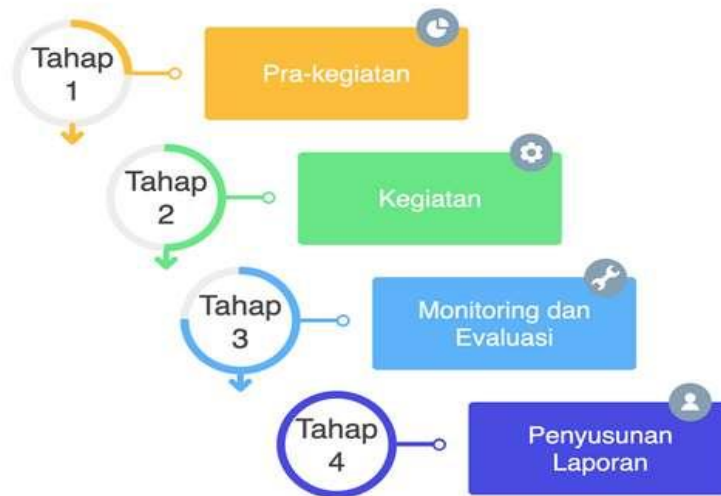 Tahap
1
Pra-kegiatan
Tahap
2
Kegiatan
Tahap
3
Monitoring dan
Evaluasi
Tahap
4
Penyusunan
Laporan